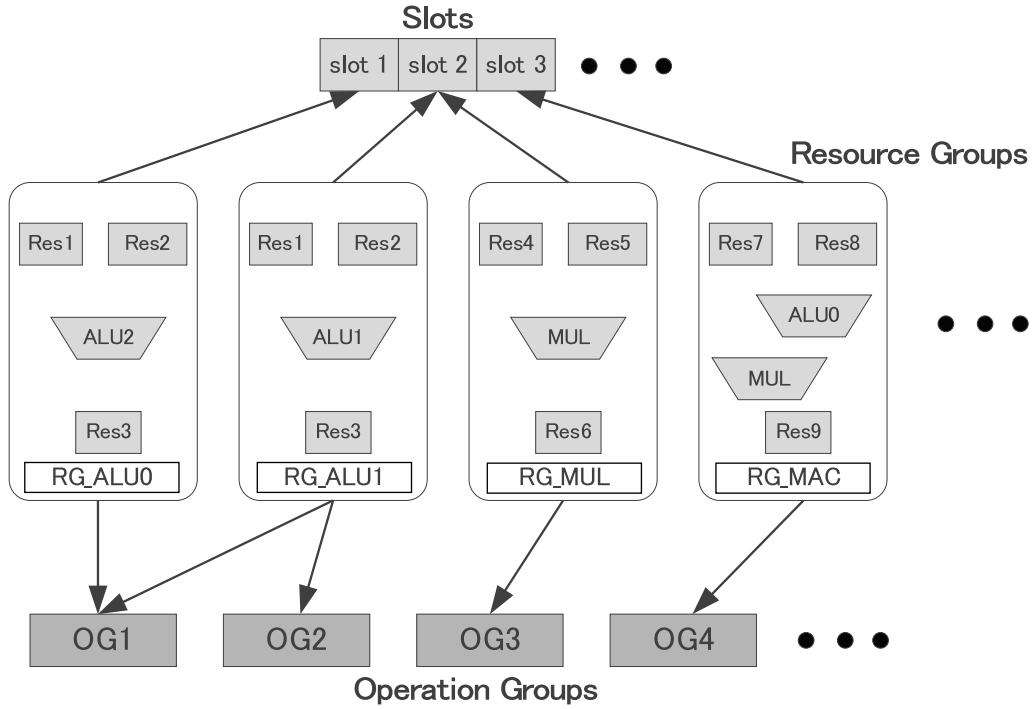 Slots
slot 1 slot 2 slot 3
Resource Groups
Res1 Res2 Res1 Res2 Res4 Res5 Res7 Res8
ALU0
ALU2 ALU1 MUL
MUL
Res3 Res3 Res6 Res9
RG_ALU0 RG_ALU1 RG_MUL RG_MAC
OG1 OG2 OG3 OG4
Operation Groups